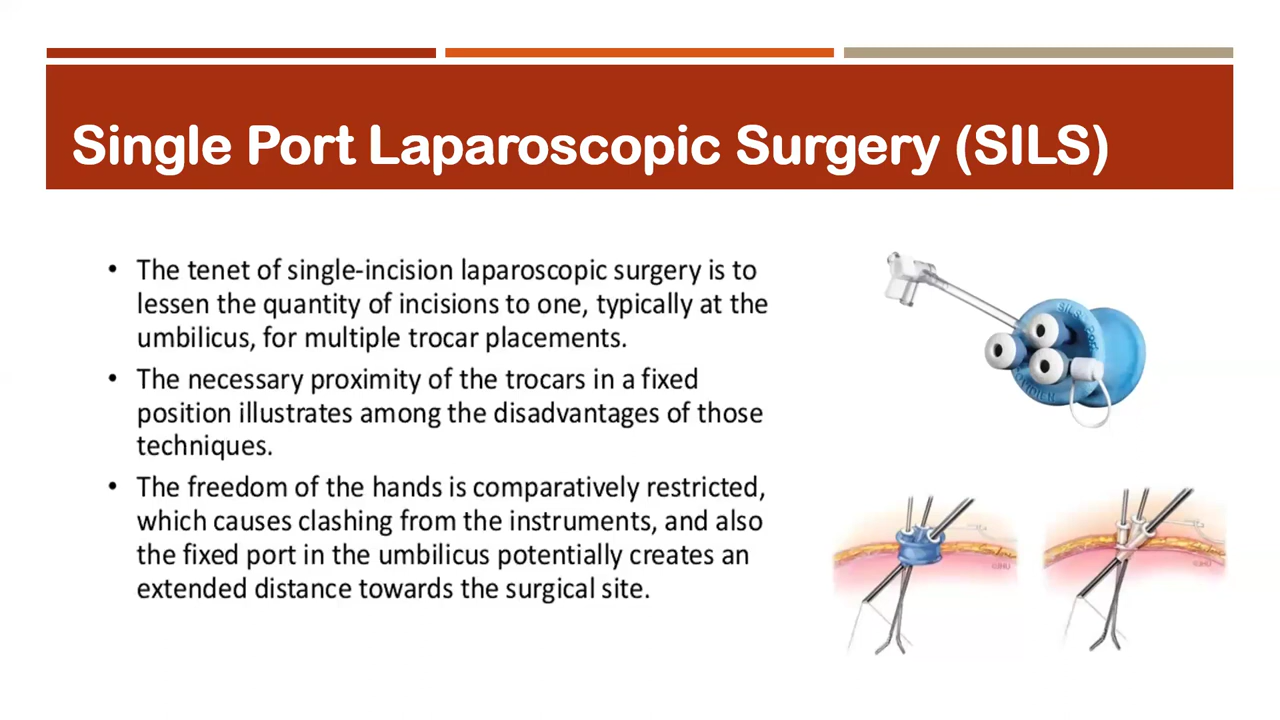 Single Port Laparoscopic Surgery (SILS)
• The tenet of single-incision laparoscopic surgery is to
lessen the quantity of incisions to one, typically at the
umbilicus, for multiple trocar placements.
• The necessary proximity of the trocars in a fixed
position illustrates among the disadvantages of those
techniques.
• The freedom of the hands is comparatively restricted,
which causes clashing from the instruments, and also
the fixed port in the umbilicus potentially creates an
extended distance towards the surgical site.
SILS
COVIDIEN
©JHU
©JHU